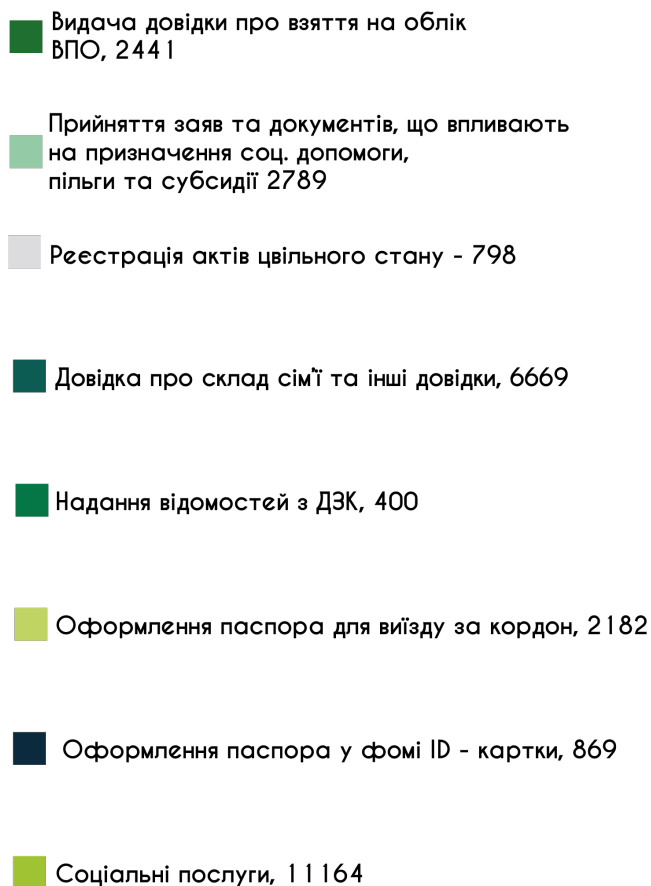 Видача довідки про взяття на облік
ВПО, 2441
Прийняття заяв та документів, що впливають
на призначення соц. допомоги,
пільги та субсидії 2789
Реєстрація актів цвільного стану - 798
Довідка про склад сім'ї та інші довідки, 6669
Надання відомостей з ДЗК, 400
Оформлення паспора для виїзду за кордон, 2182
Оформлення паспора у фомі ID - картки, 869
Соціальні послуги, 11164